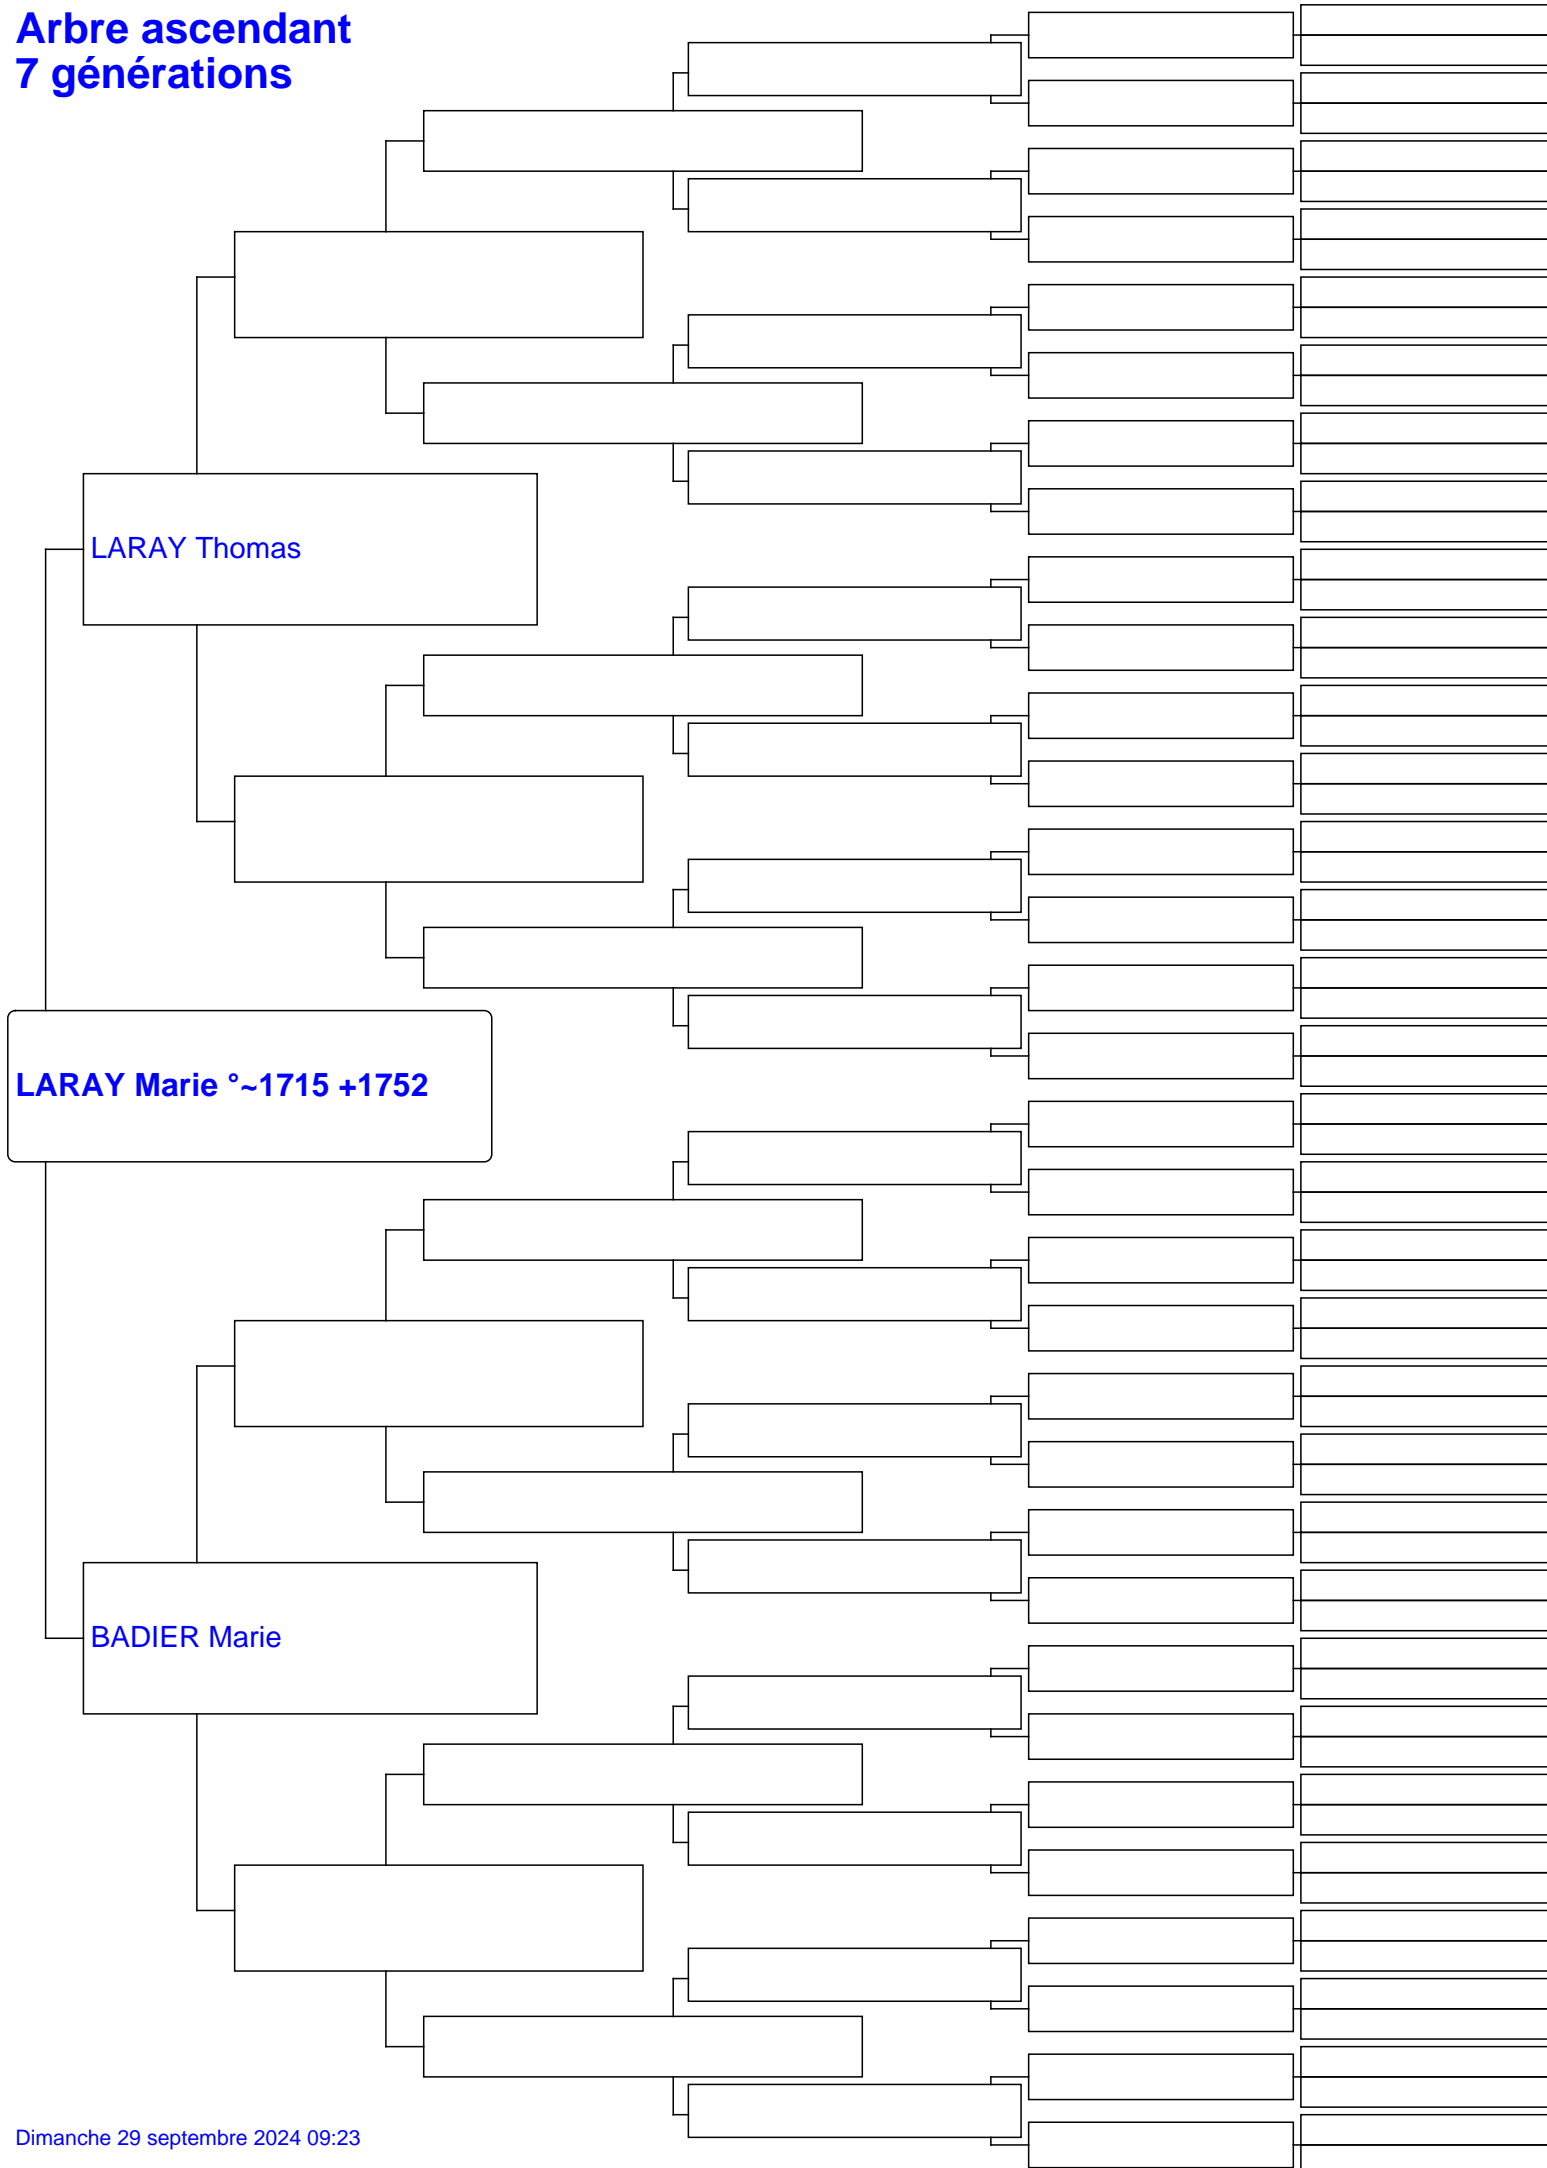 Arbre ascendant
7 générations
LARAY Thomas
LARAY Marie °~1715 +1752
BADIER Marie
Dimanche 29 septembre 2024 09:23